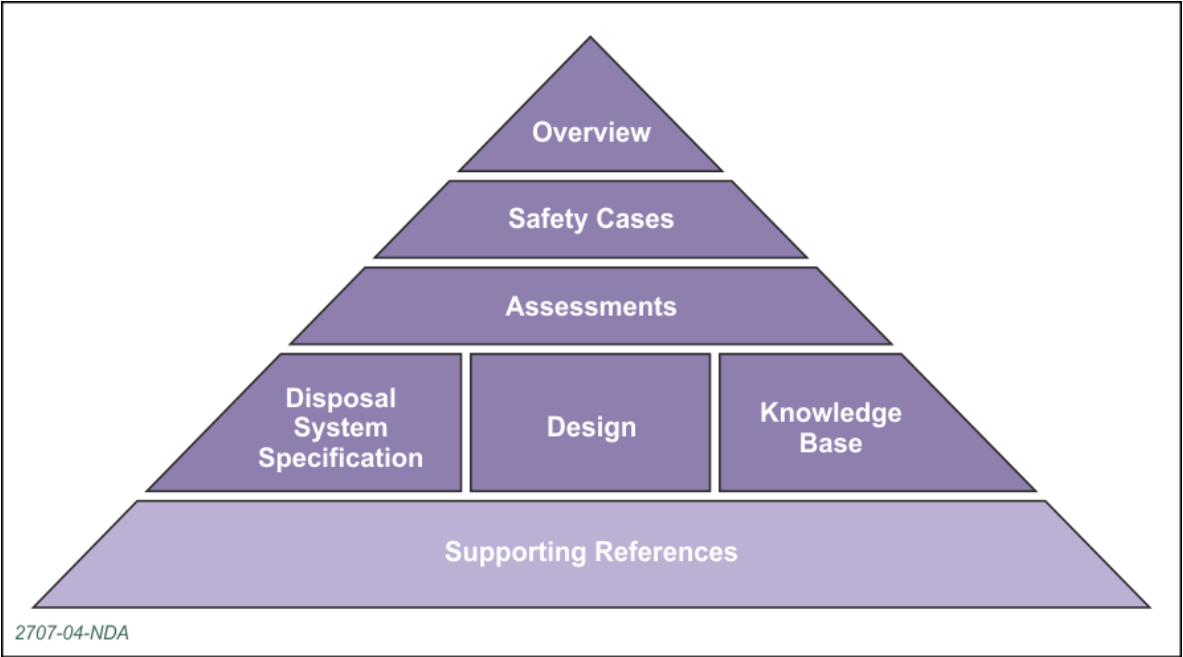 Overview
Safety Cases
Assessments
Disposal
System
Specification
Design
Knowledge
Base
Supporting References
2707-04-NDA